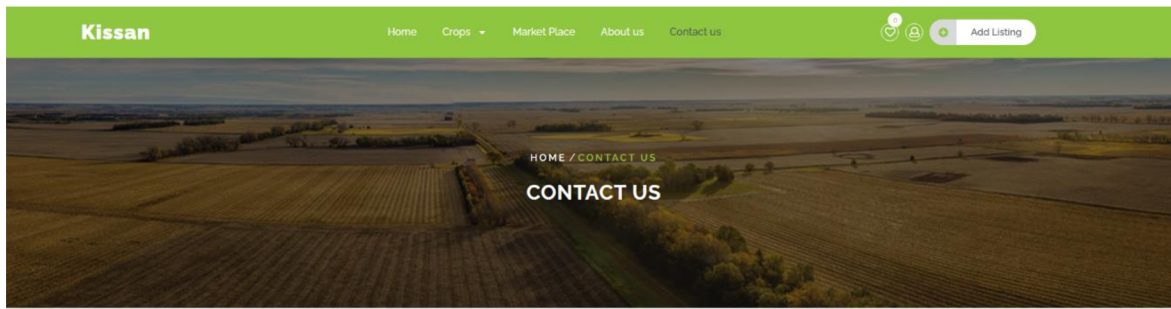 Kissan
Home Crops Market Place About us Contact us
0
Add Listing
HOME / CONTACT US
CONTACT US